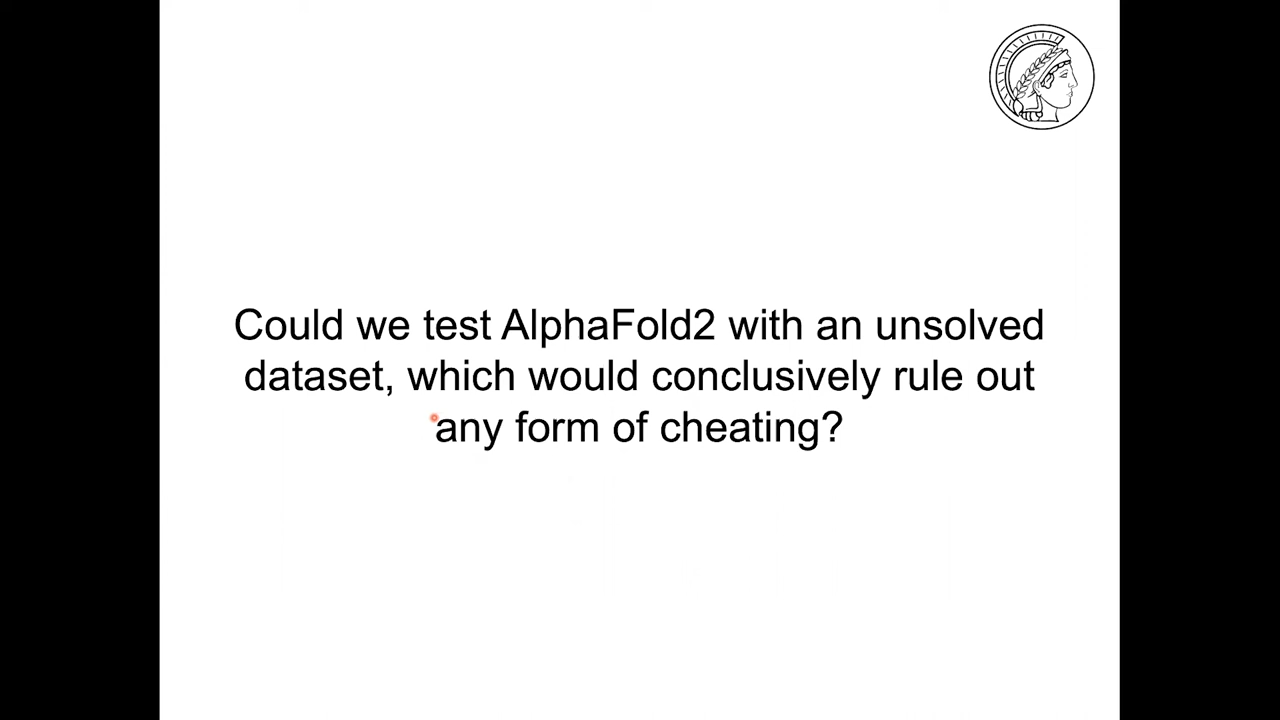 Could we test AlphaFold2 with an unsolved
dataset, which would conclusively rule out
any form of cheating?